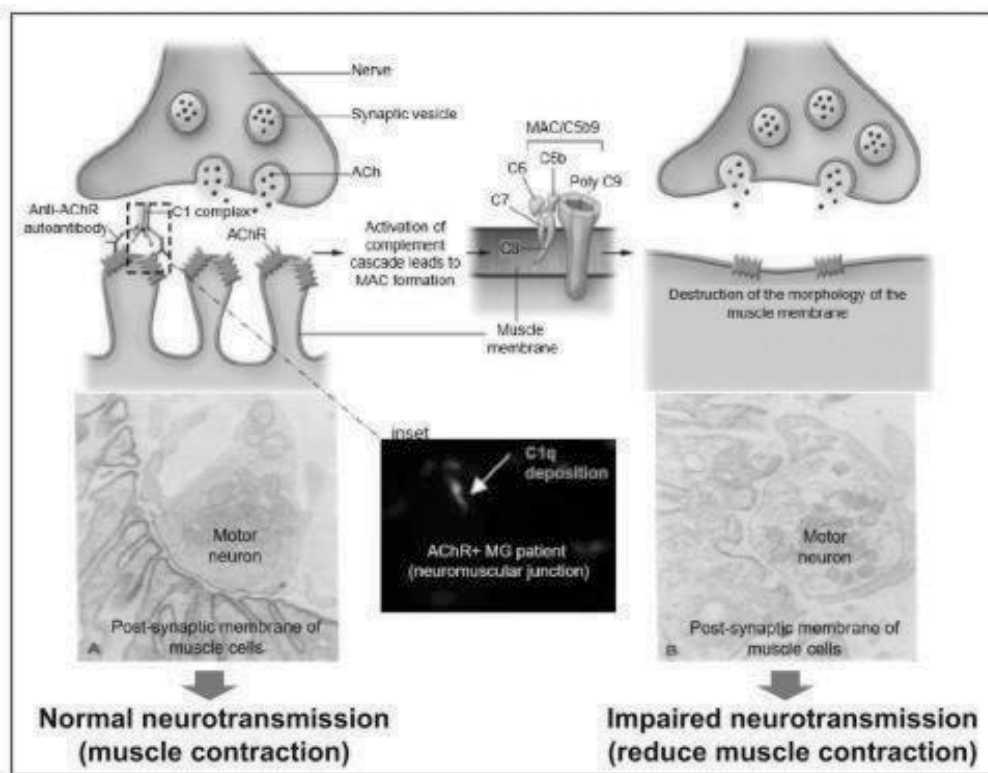 Nerve
Synaptic vesicle
ACh
Anti-AChR
autoantibody
C1 complex*
AChR
Activation of
complement
cascade leads to
MAC formation
MAC/C5b9
C5b
C6
Poly C9
C7
C8
Muscle
membrane
Destruction of the morphology of the
muscle membrane
inset
C1q
deposition
AChR+ MG patient
(neuromuscular junction)
Motor
neuron
Post-synaptic membrane of
muscle cells
A
Motor
neuron
Post-synaptic membrane of
muscle cells
B
Normal neurotransmission
(muscle contraction)
Impaired neurotransmission
(reduce muscle contraction)